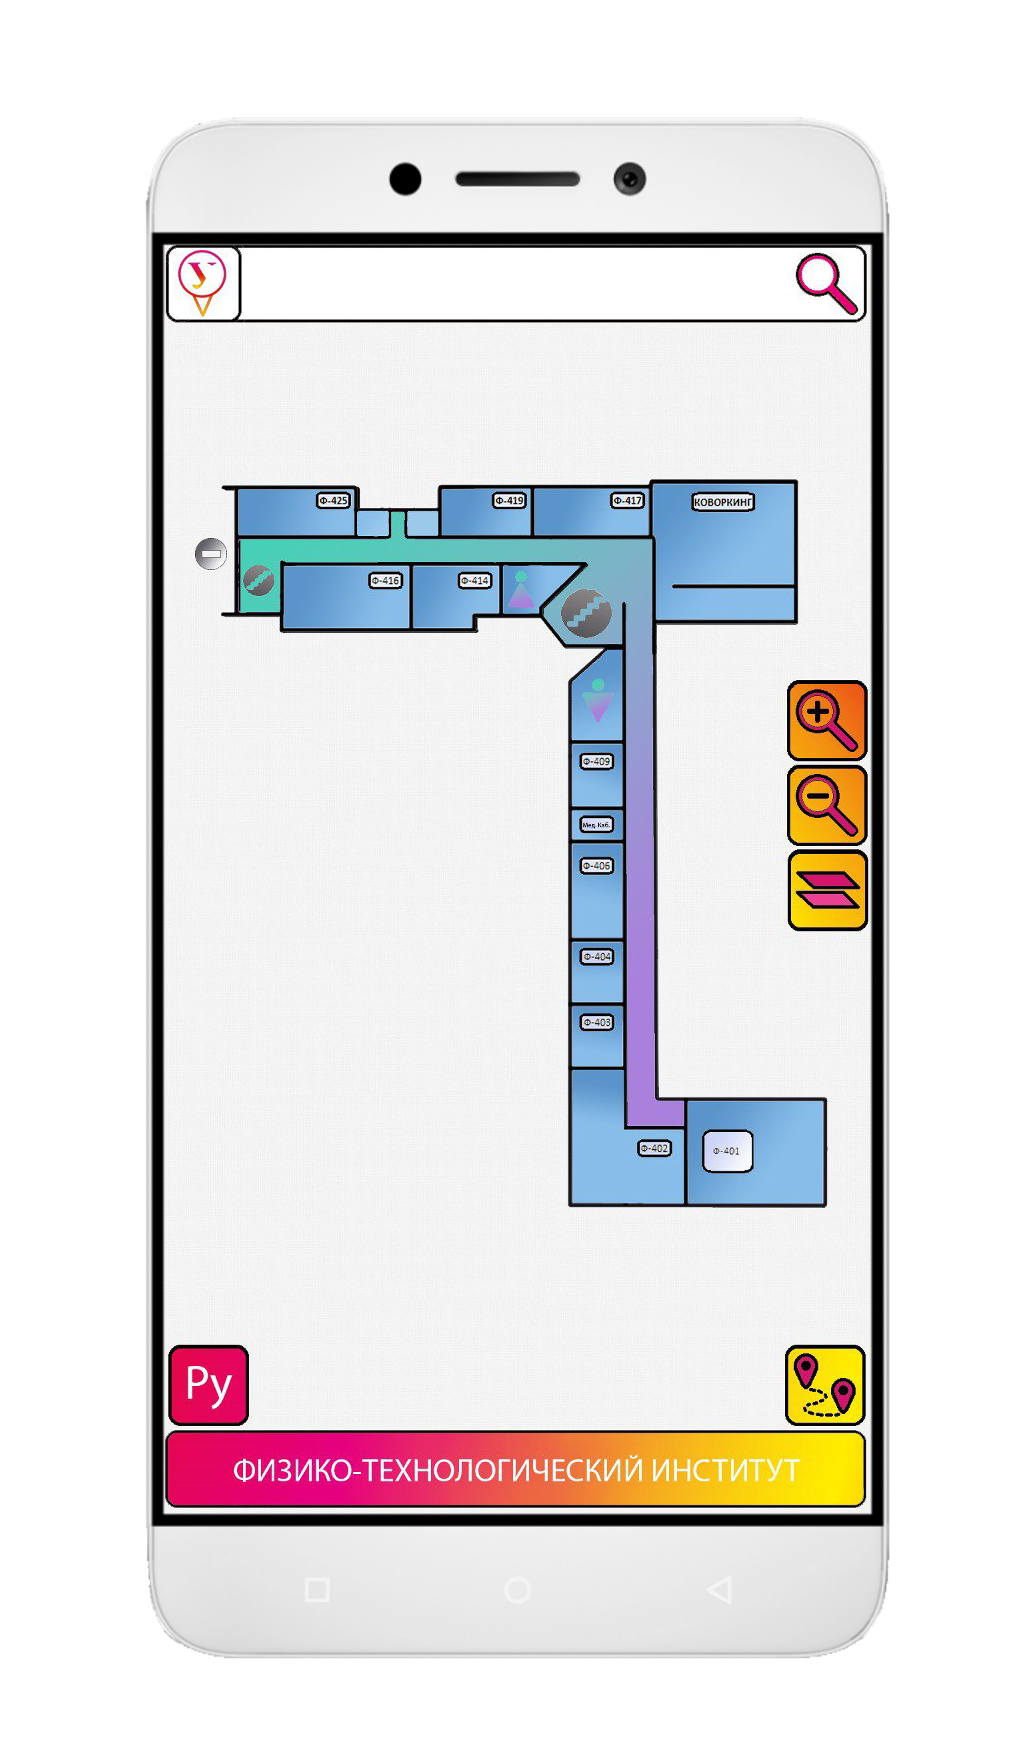 У
Ф-425
Ф-419
Ф-417
КОВОРКИНГ
Ф-416
Ф-414
Ф-409
Мед. Каб.
Ф-406
Ф-404
Ф-403
Ф-402
Ф-401
Ру
ФИЗИКО-ТЕХНОЛОГИЧЕСКИЙ ИНСТИТУТ